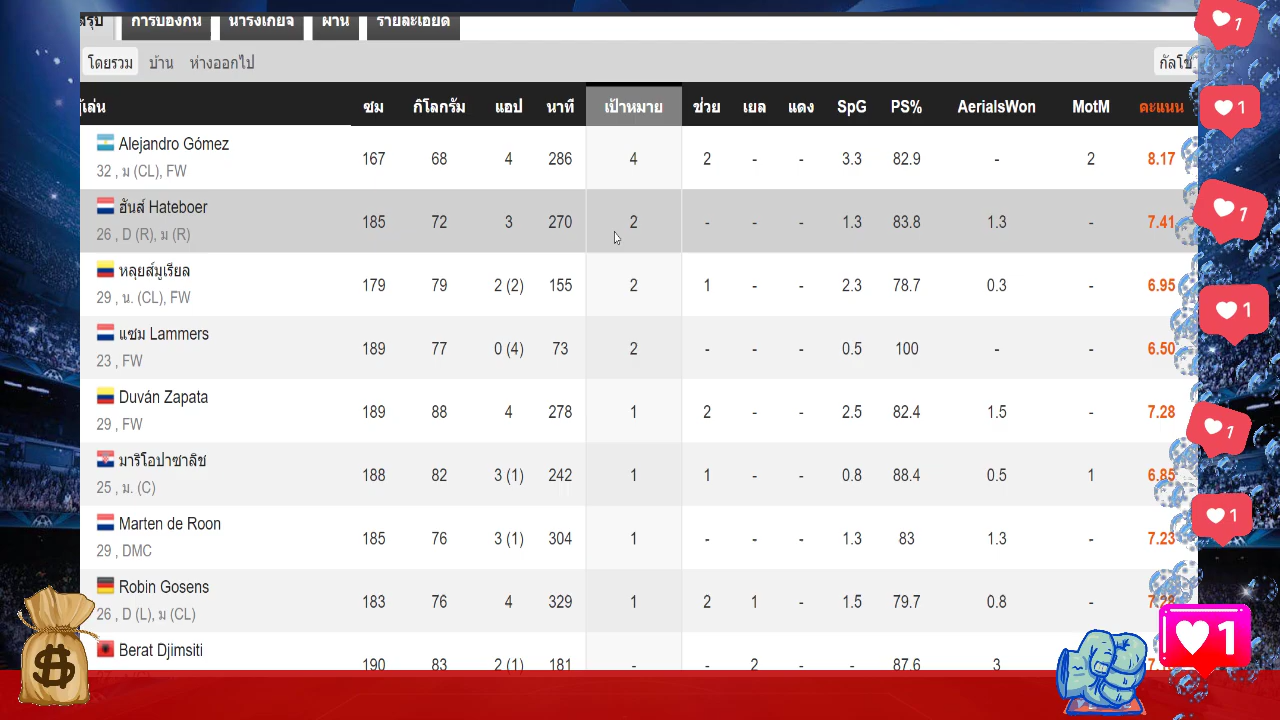 สรุป การป้องกัน น่ารังเกียจ ผ่าน รายละเอียด
โดยรวม บ้าน ห่างออกไป
ซม กิโลกรัม แอป นาที เป้าหมาย ช่วย เยล แดง SpG PS% AerialsWon MotM คะแนน
Alejandro Gómez
32 , ม (CL), FW
167 68 4 286 4 2 - - 3.3 82.9 - 2 8.17
ฮันส์ Hateboer
26 , D (R), ม (R)
185 72 3 270 2 - - - 1.3 83.8 1.3 - 7.41
หลุยส์มูเรียล
29 , น. (CL), FW
179 79 2 (2) 155 2 1 - - 2.3 78.7 0.3 - 6.95
แซม Lammers
23 , FW
189 77 0 (4) 73 2 - - - 0.5 100 - - 6.50
Duván Zapata
29 , FW
189 88 4 278 1 2 - - 2.5 82.4 1.5 - 7.28
มาริโอปาซาลิช
25 , ม. (C)
188 82 3 (1) 242 1 1 - - 0.8 88.4 0.5 1 6.85
Marten de Roon
29 , DMC
185 76 3 (1) 304 1 - - - 1.3 83 1.3 - 7.23
Robin Gosens
26 , D (L), ม (CL)
183 76 4 329 1 2 1 - 1.5 79.7 0.8 -
Berat Djimsiti
190 83 2 (1) 181 - - 2 - - 87.6 3 -
1
1
1
1
1
1
1